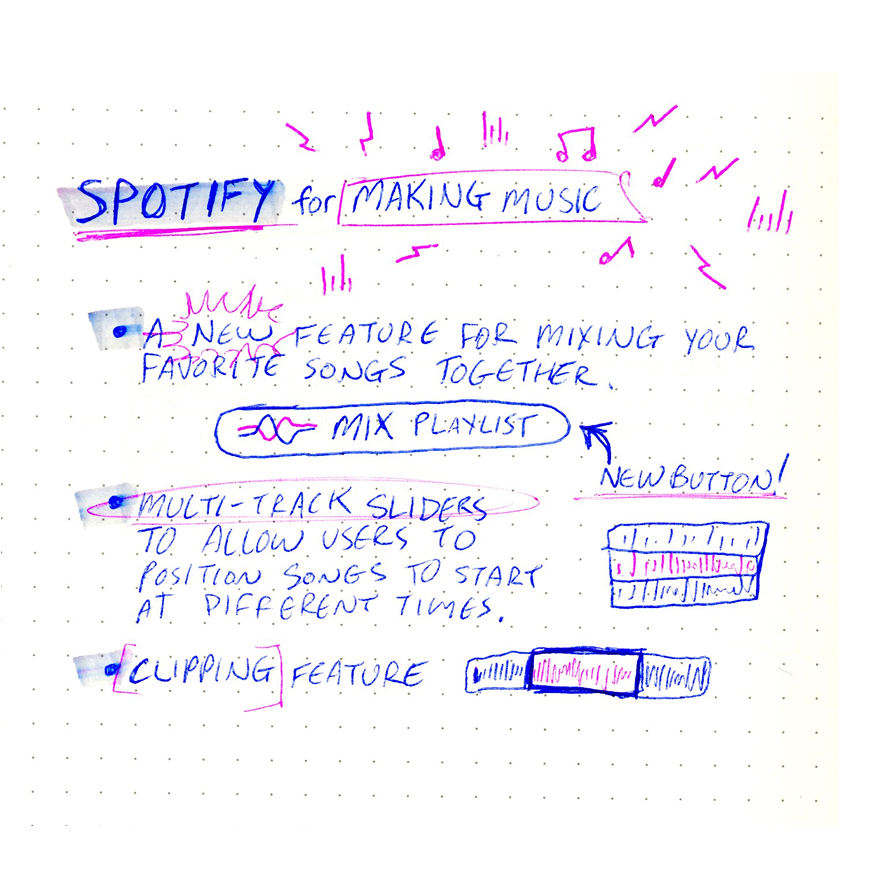 SPOTIFY for MAKING MUSIC
A NEW FEATURE FOR MIXING YOUR
FAVORITE SONGS TOGETHER.
MIX PLAYLIST
NEW BUTTON!
MULTI-TRACK SLIDERS
TO ALLOW USERS TO
POSITION SONGS TO START
AT DIFFERENT TIMES.
[CLIPPING] FEATURE